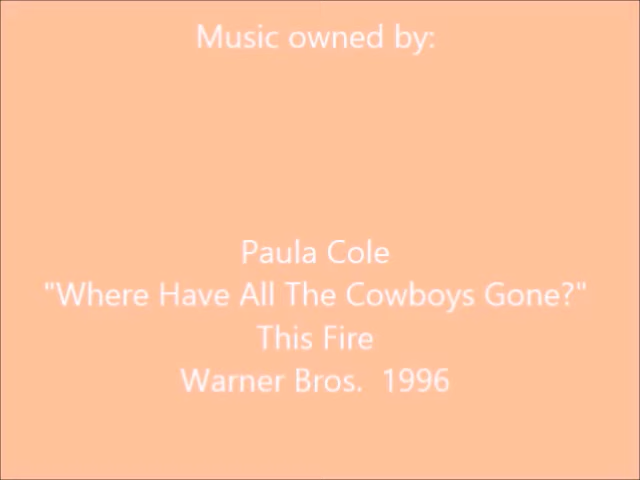 Music owned by:
Paula Cole
"Where Have All The Cowboys Gone?"
This Fire
Warner Bros.  1996